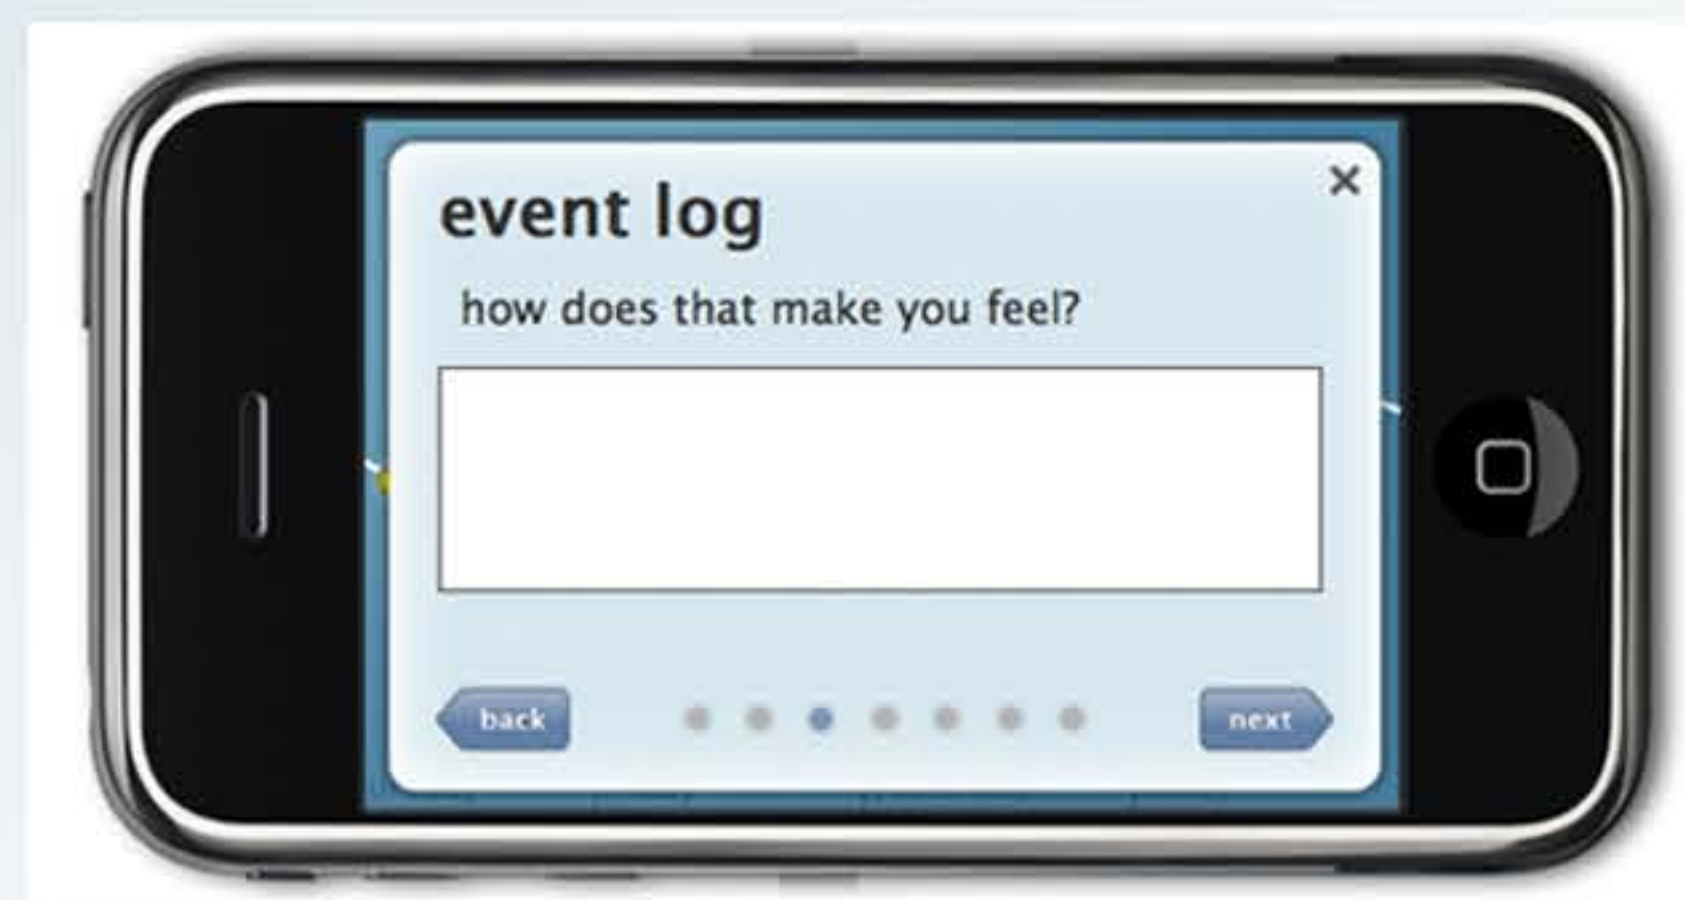 event log
×
how does that make you feel?
back
next